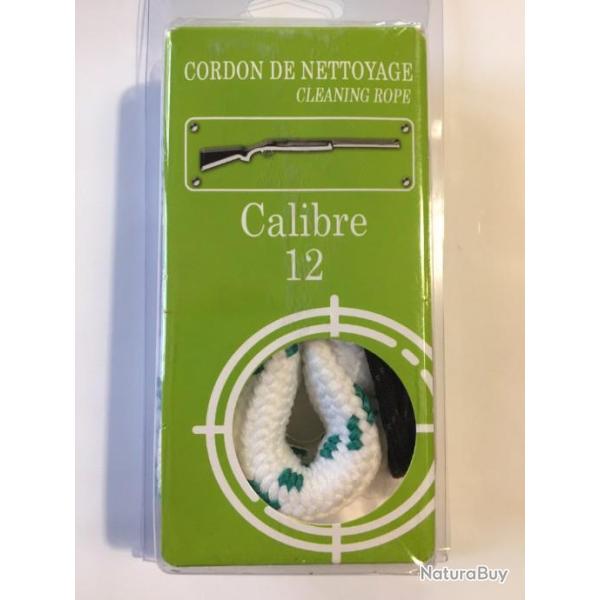 CORDON DE NETTOYAGE
CLEANING ROPE
Calibre
12
NaturaBuy